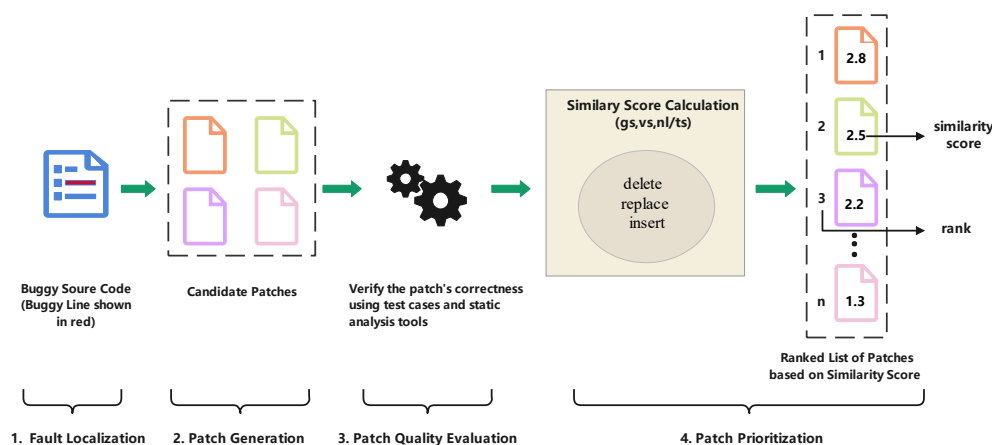 Buggy Soure Code
(Buggy Line shown
in red)
Candidate Patches
Verify the patch's correctness
using test cases and static
analysis tools
Similary Score Calculation
(gs,vs,nl/ts)
delete
replace
insert
1
2.8
2
2.5
similarity
score
3
2.2
rank
n
1.3
Ranked List of Patches
based on Similarity Score
1. Fault Localization
2. Patch Generation
3. Patch Quality Evaluation
4. Patch Prioritization